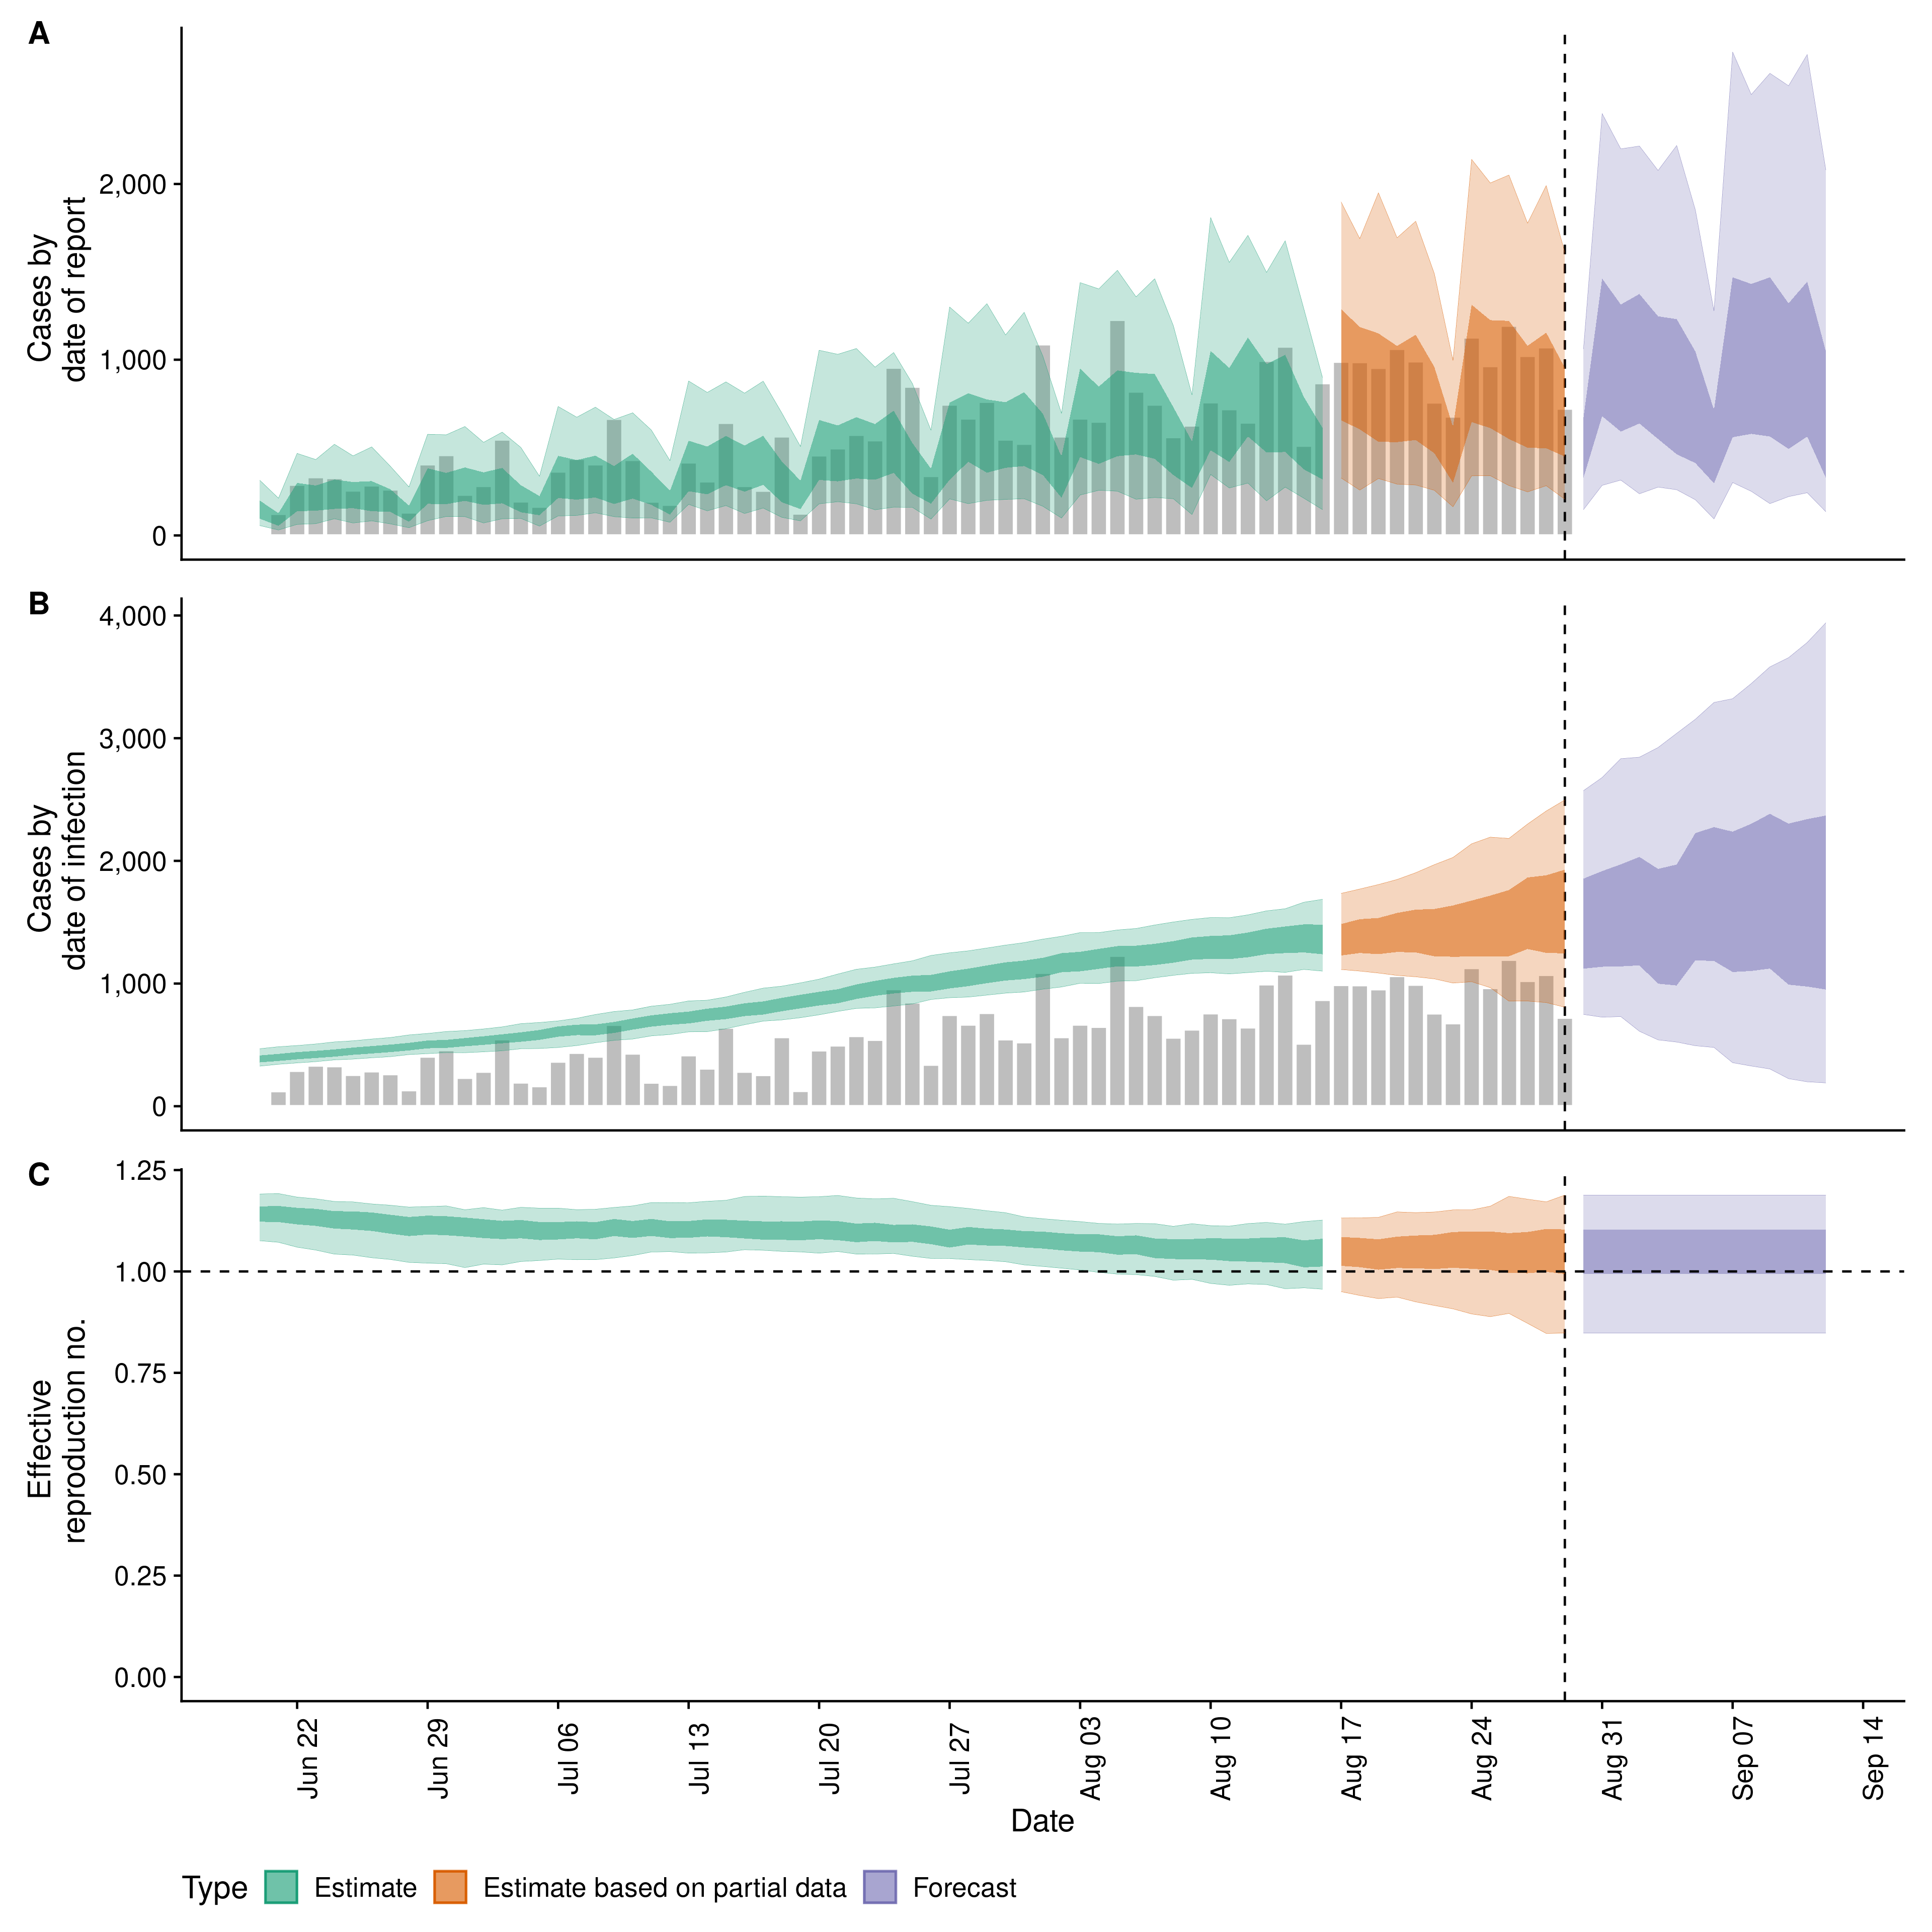 A
Cases by
date of report
2,000
1,000
0
B
Cases by
date of infection
4,000
3,000
2,000
1,000
0
C
Effective
reproduction no.
1.25
1.00
0.75
0.50
0.25
0.00
Jun 22
Jun 29
Jul 06
Jul 13
Jul 20
Jul 27
Aug 03
Aug 10
Aug 17
Aug 24
Aug 31
Sep 07
Sep 14
Date
Type Estimate Estimate based on partial data Forecast